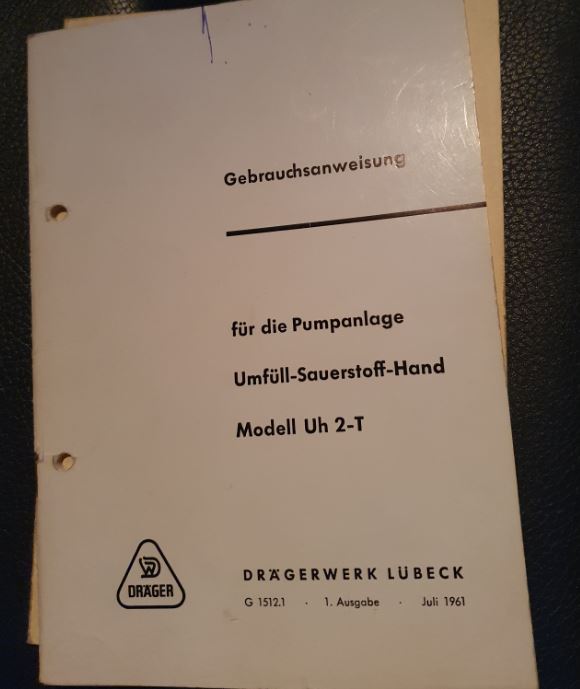 Gebrauchsanweisung
für die Pumpanlage
Umfüll-Sauerstoff-Hand
Modell Uh 2-T
DRÄGER
DRÄGERWERK LÜBECK
G 1512.1 · 1. Ausgabe · Juli 1961